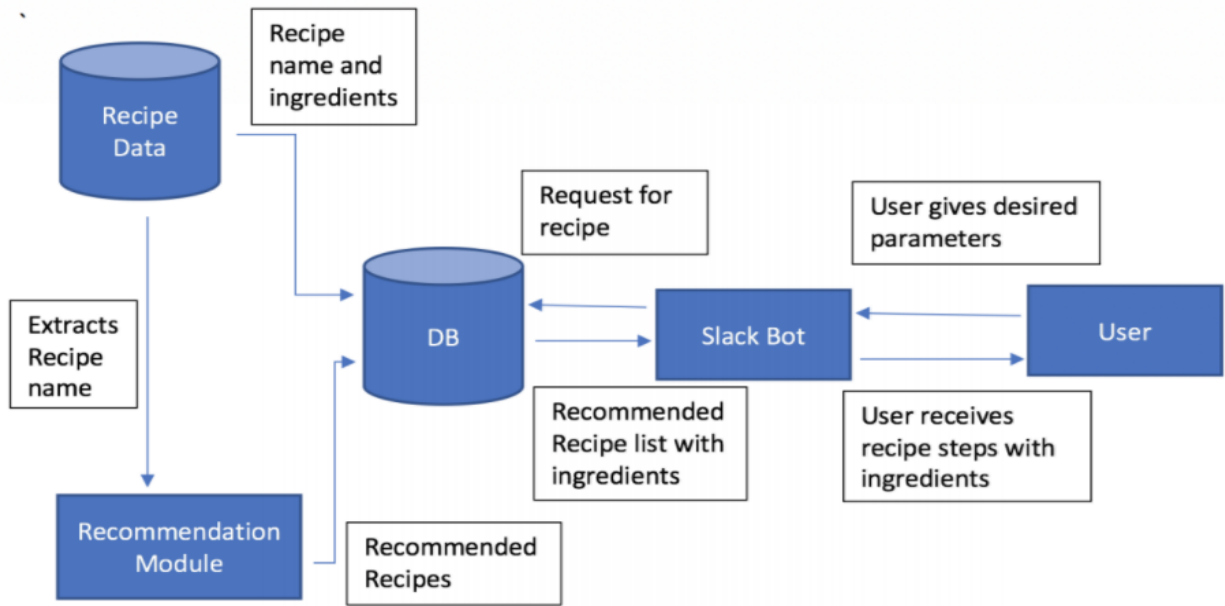 Recipe
name and
ingredients
Recipe
Data
Request for
recipe
User gives desired
parameters
Extracts
Recipe
name
DB
Slack Bot
User
Recommended
Recipe list with
ingredients
User receives
recipe steps with
ingredients
Recommendation
Module
Recommended
Recipes